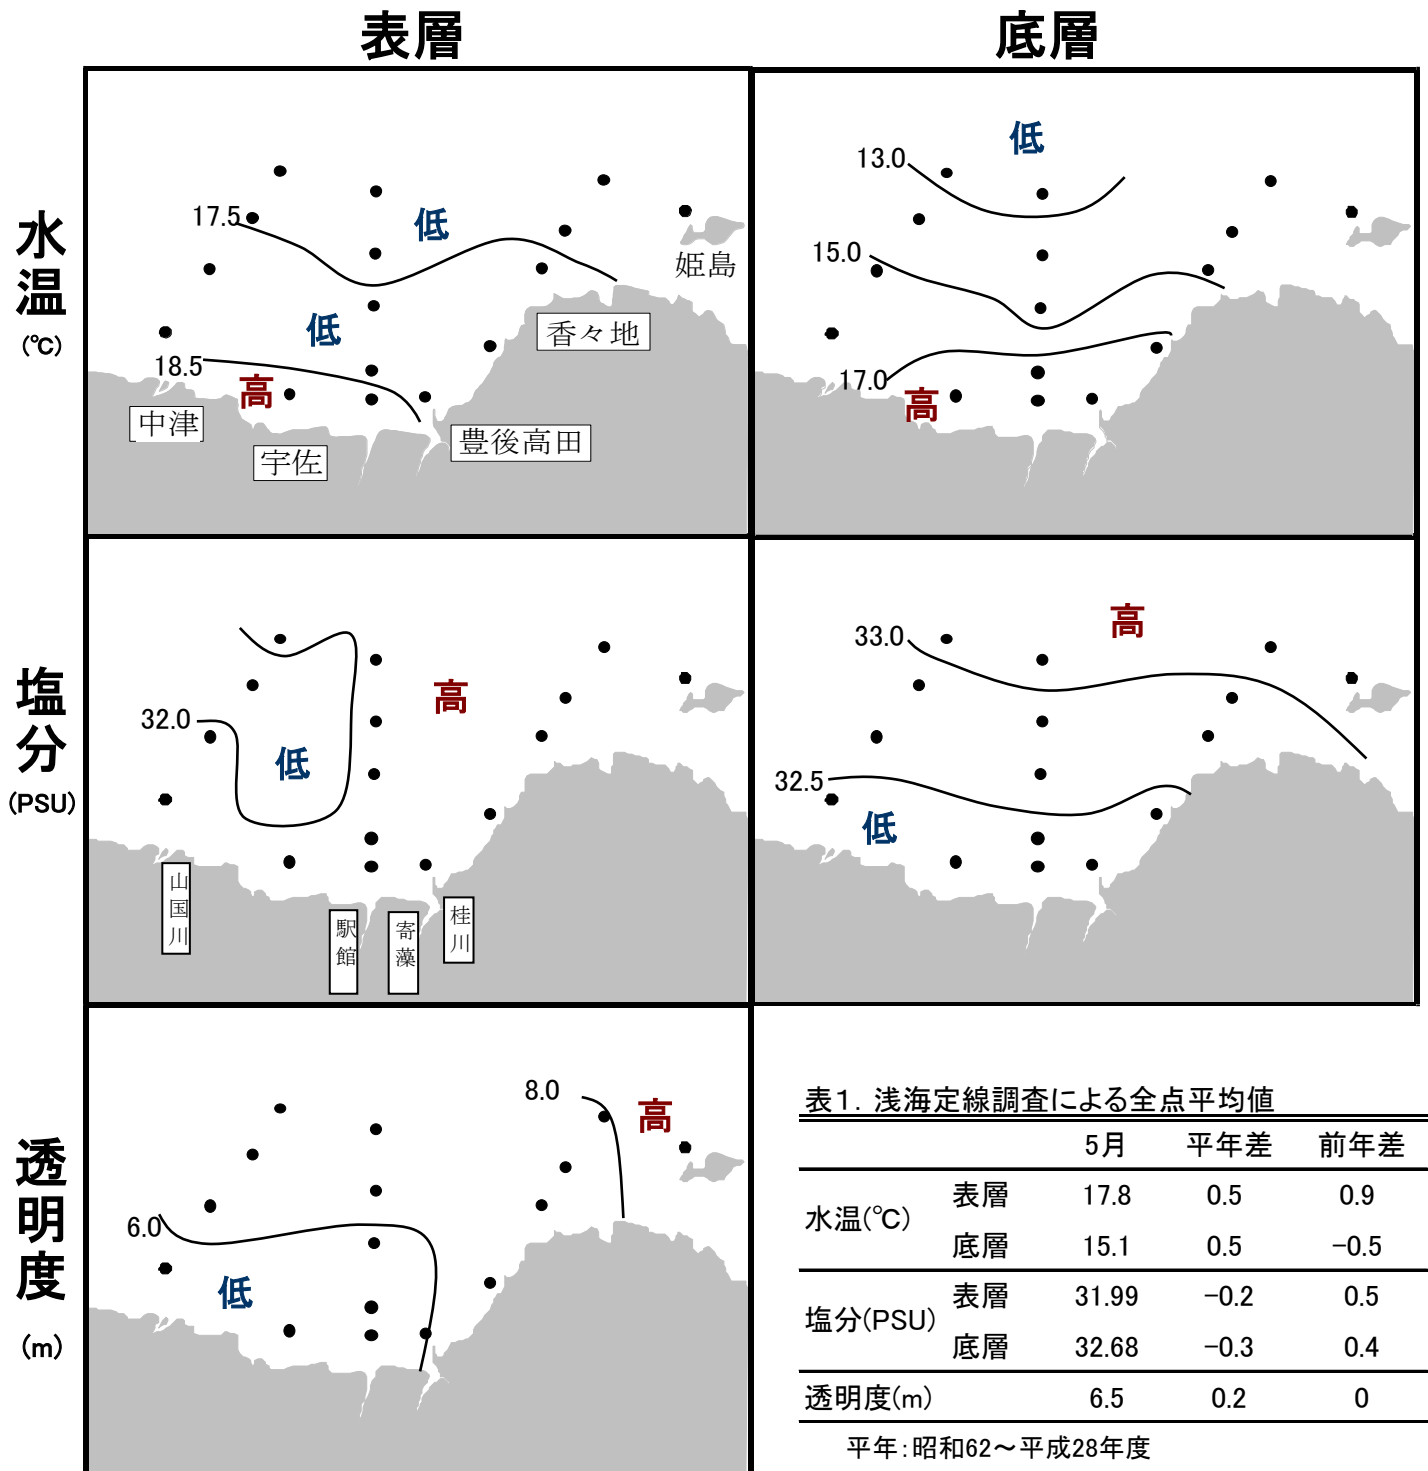 表層
底層
水温
(℃)
17.5
低
姫島
低
香々地
18.5
高
中津
宇佐
豊後高田
13.0
低
15.0
17.0
高
塩分
(PSU)
32.0
低
高
山国川
駅館
寄藻
桂川
33.0
高
32.5
低
透明度
(m)
8.0
高
6.0
低
表1. 浅海定線調査による全点平均値
5月 平年差 前年差
水温(℃) 表層 17.8 0.5 0.9
底層 15.1 0.5 -0.5
塩分(PSU) 表層 31.99 -0.2 0.5
底層 32.68 -0.3 0.4
透明度(m) 6.5 0.2 0
平年:昭和62～平成28年度